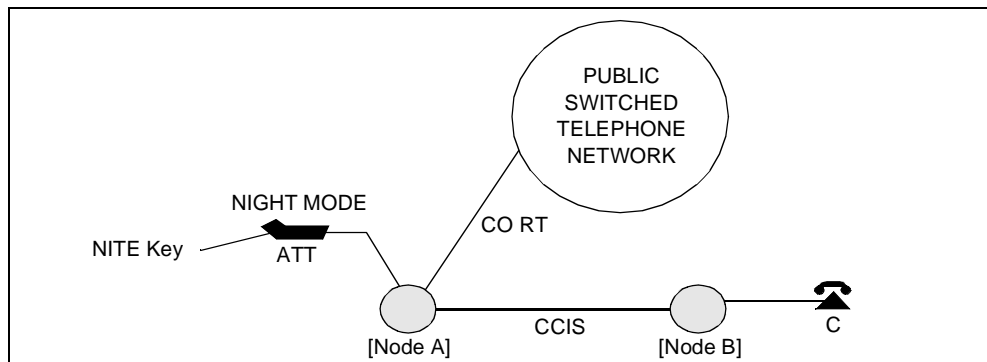 PUBLIC
SWITCHED
TELEPHONE
NETWORK
NIGHT MODE
CO RT
NITE Key
ATT
CCIS
C
[Node A]
[Node B]